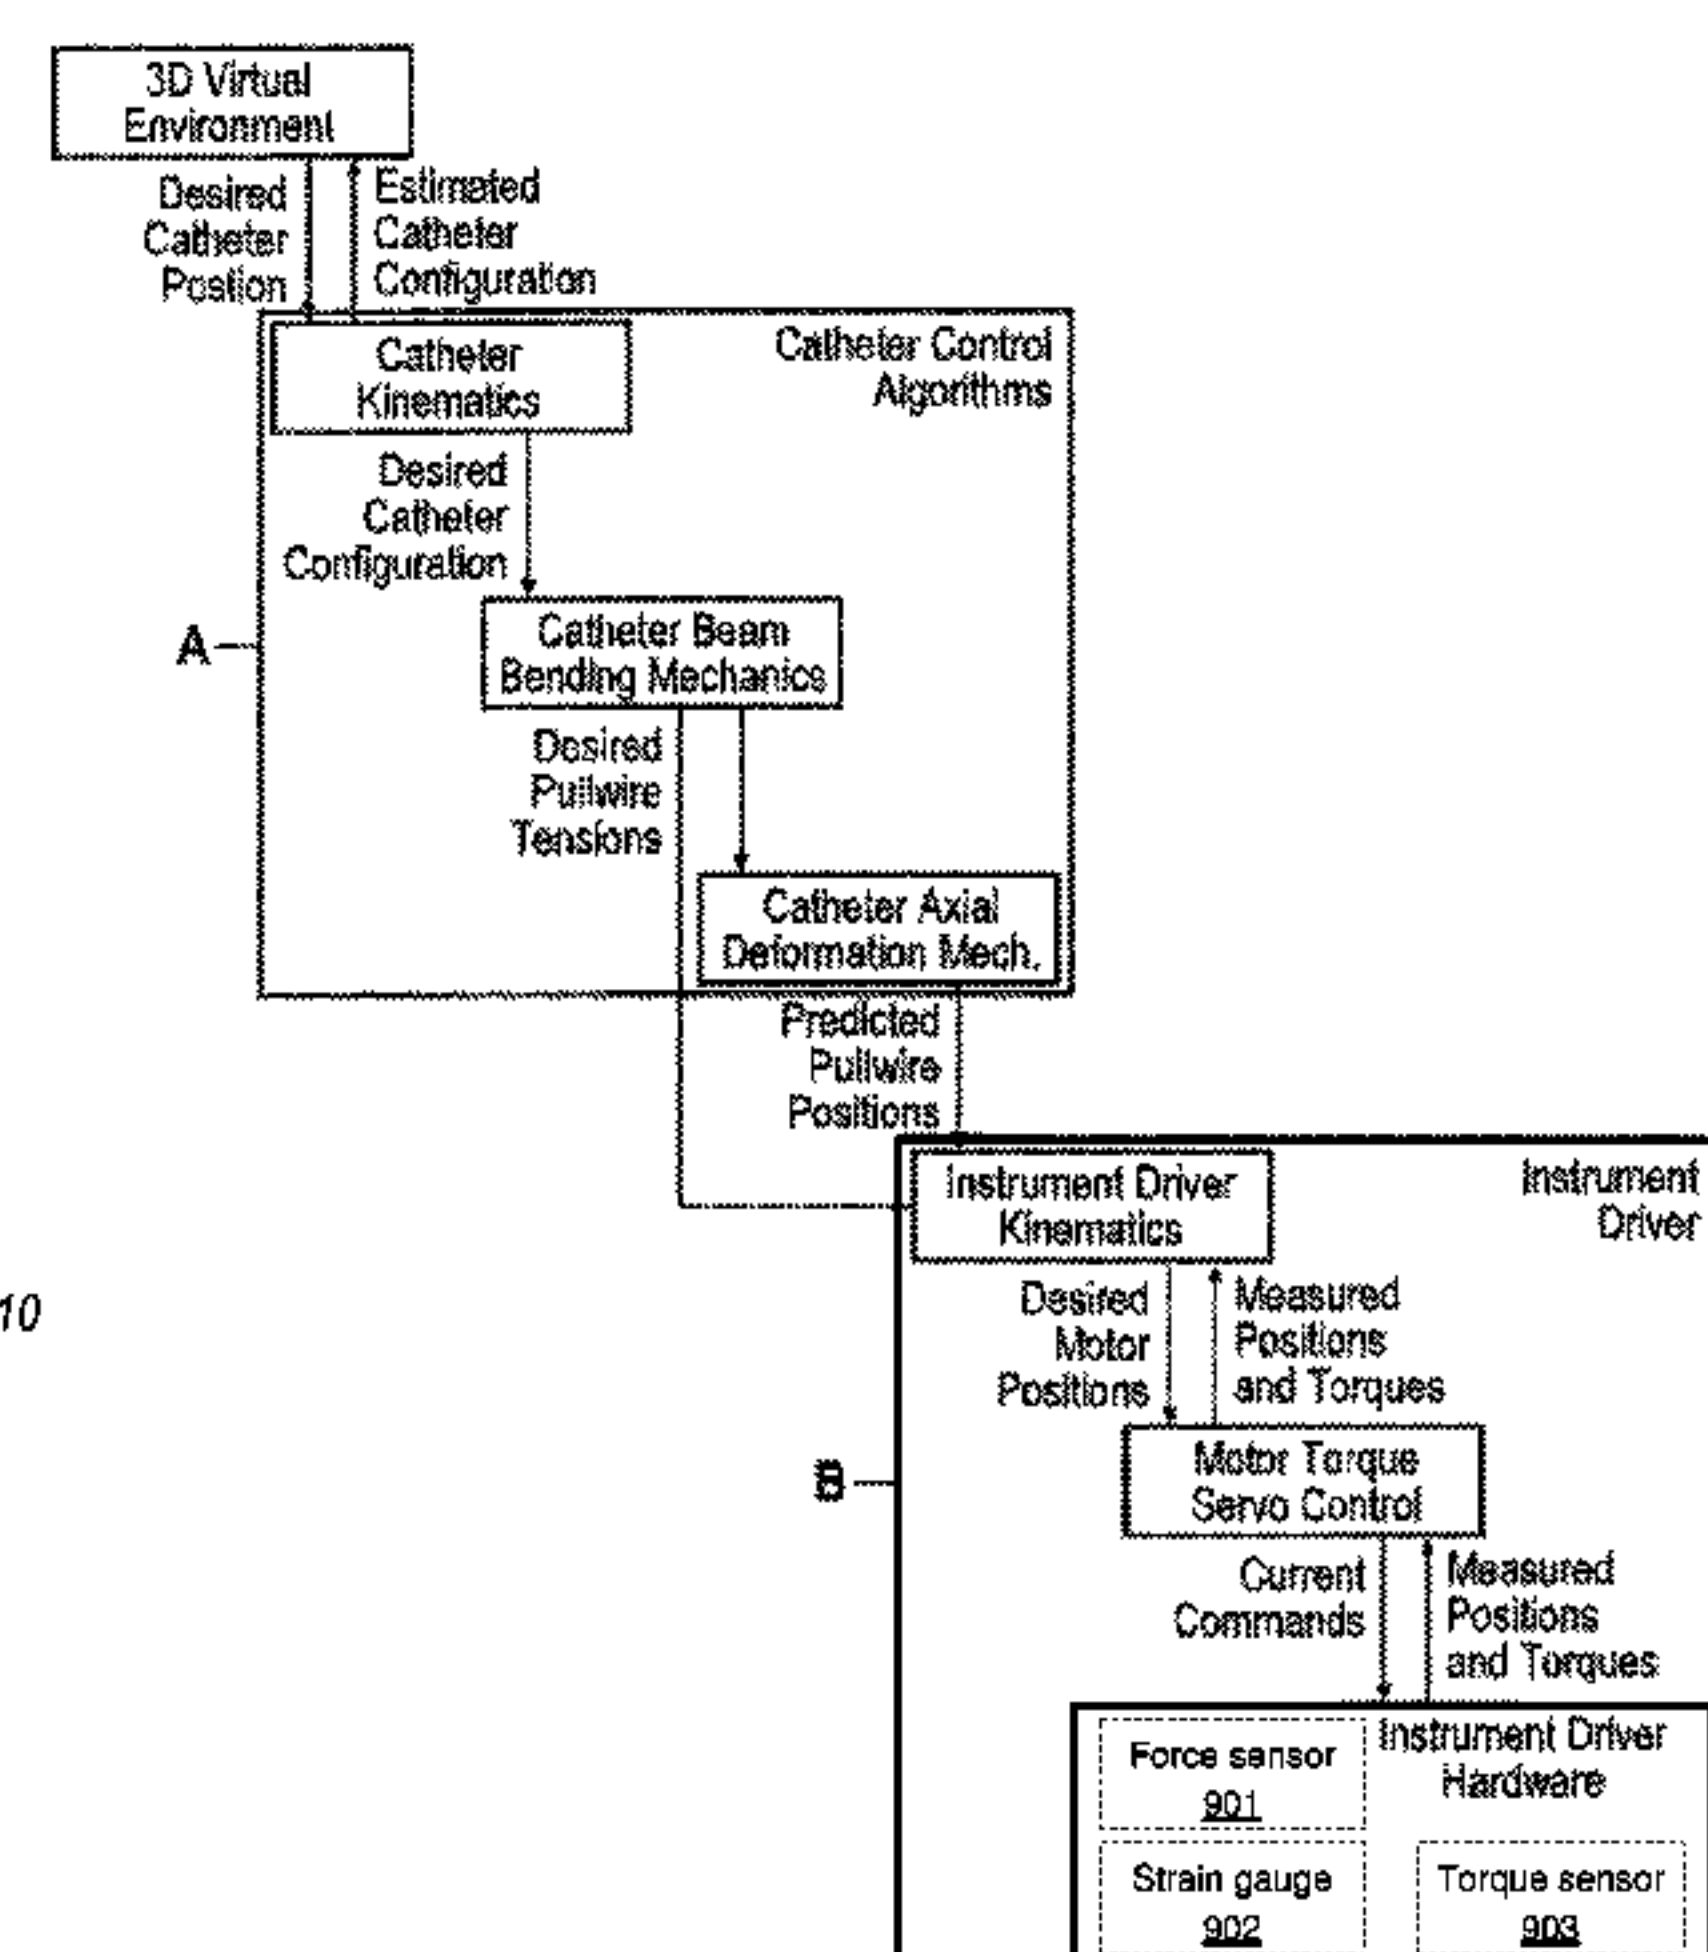 3D Virtual
Environment
Desired
Catheter
Postion
Estimated
Catheter
Configuration
Catheter
Kinematics
Catheter Control
Algorithms
Desired
Catheter
Configuration
A
Catheter Beam
Bending Mechanics
Desired
Pullwire
Tensions
Catheter Axial
Deformation Mech.
Predicted
Pullwire
Positions
Instrument Driver
Kinematics
Instrument
Driver
10
Desired
Motor
Positions
Measured
Positions
and Torques
B
Motor Torque
Servo Control
Current
Commands
Measured
Positions
and Torques
Instrument Driver
Hardware
Force sensor
901
Strain gauge
902
Torque sensor
903